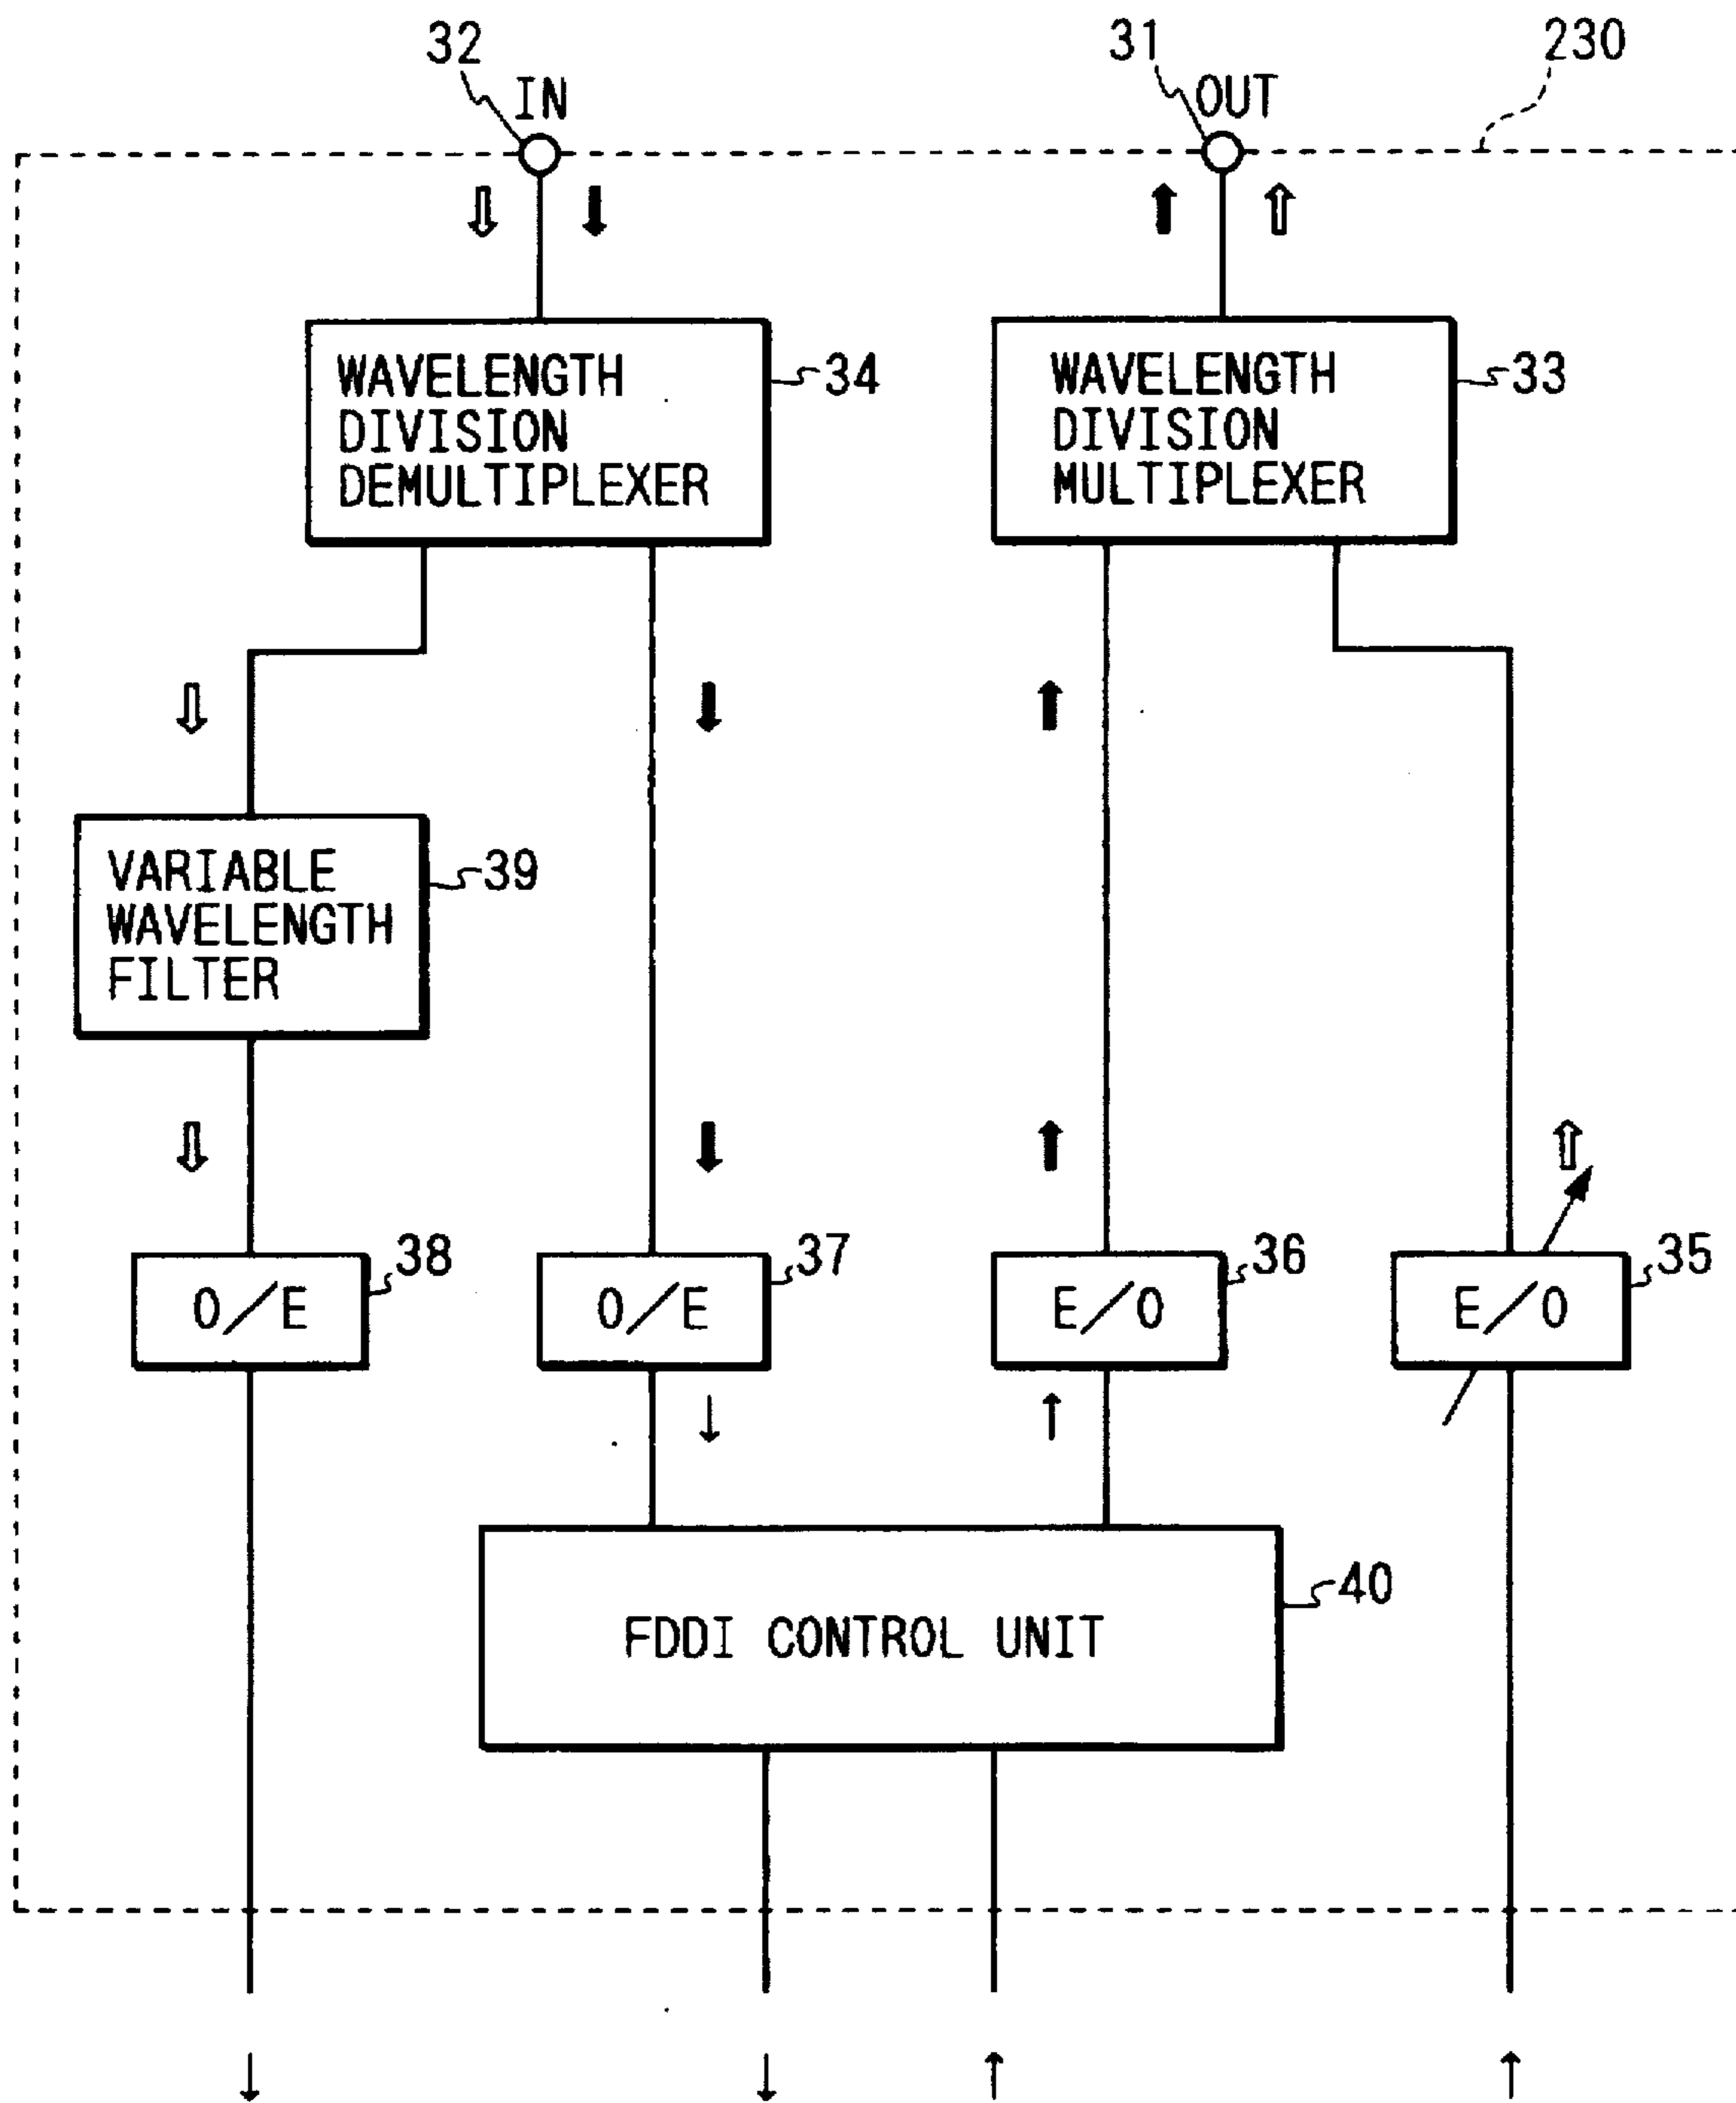 32
IN
31
OUT
230
WAVELENGTH
DIVISION
DEMULTIPLEXER
34
WAVELENGTH
DIVISION
MULTIPLEXER
33
VARIABLE
WAVELENGTH
FILTER
39
O/E
38
O/E
37
E/O
36
E/O
35
FDDI CONTROL UNIT
40